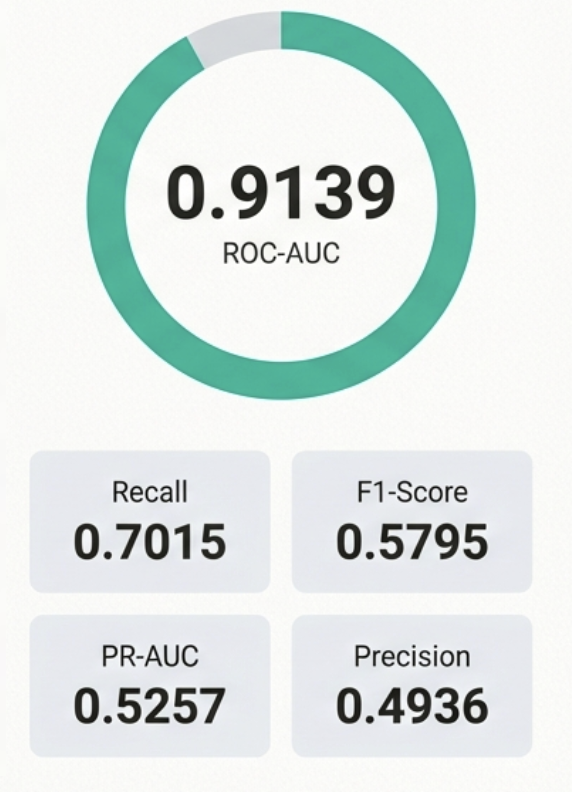 0.9139
ROC-AUC
Recall
0.7015
F1-Score
0.5795
PR-AUC
0.5257
Precision
0.4936